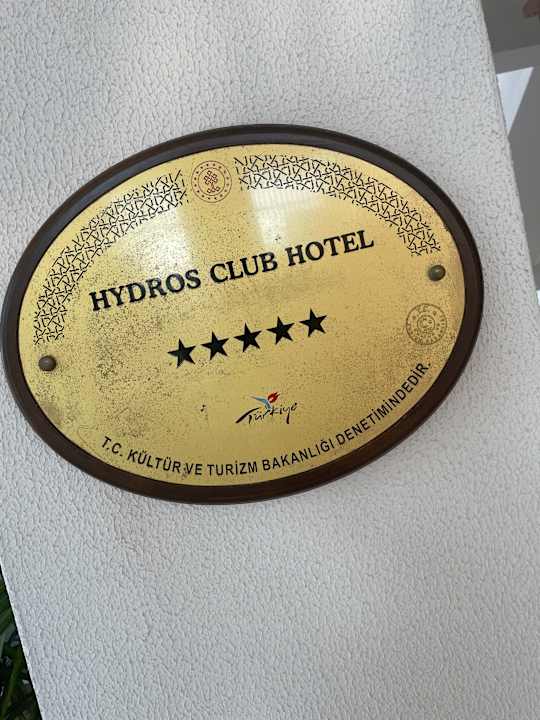 HYDROS CLUB HOTEL
★★★★★
Türkiye
T.C. KÜLTÜR VE TURİZM BAKANLIĞI DENETİMİNDEDİR.